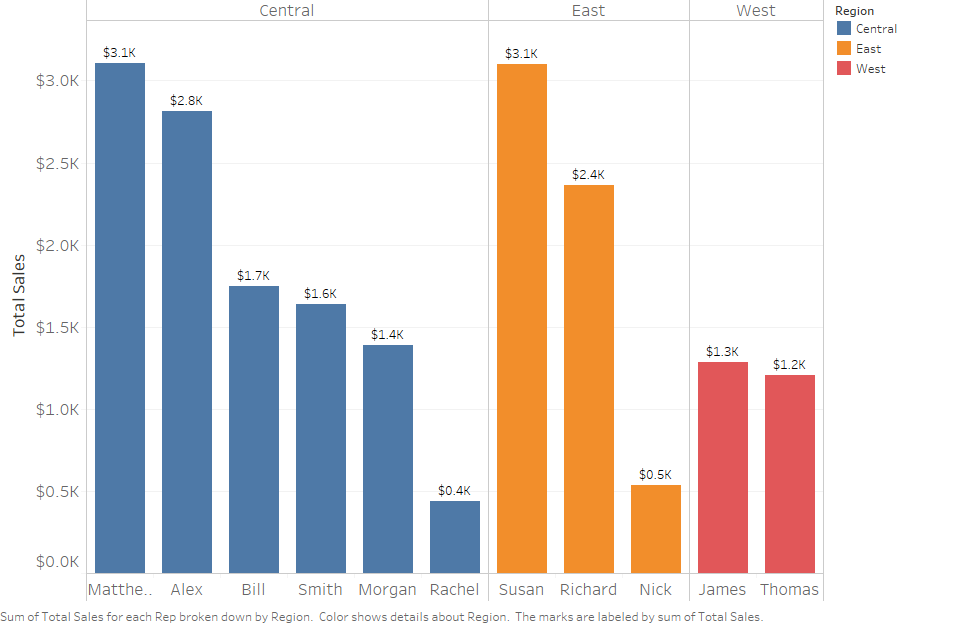 Central East West
Region
Central
East
West
Total Sales
$3.0K
$2.5K
$2.0K
$1.5K
$1.0K
$0.5K
$0.0K
$3.1K
$2.8K
$1.7K
$1.6K
$1.4K
$0.4K
$3.1K
$2.4K
$0.5K
$1.3K
$1.2K
Matthe.. Alex Bill Smith Morgan Rachel Susan Richard Nick James Thomas
Sum of Total Sales for each Rep broken down by Region.  Color shows details about Region.  The marks are labeled by sum of Total Sales.